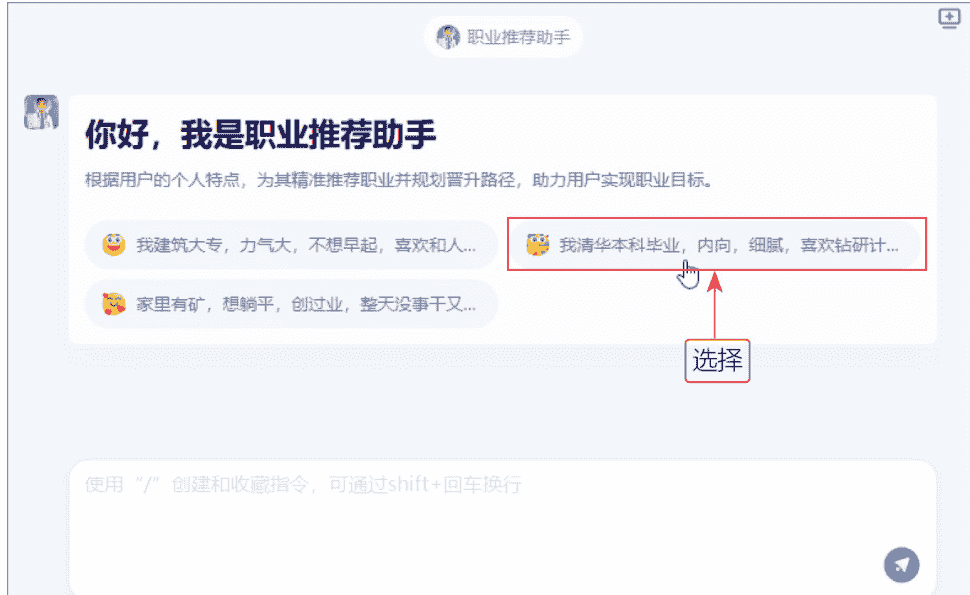 职业推荐助手
你好，我是职业推荐助手
根据用户的个人特点，为其精准推荐职业并规划晋升路径，助力用户实现职业目标。
我建筑大专，力气大，不想早起，喜欢和人...
我清华本科毕业，内向，细腻，喜欢钻研计...
家里有矿，想躺平，创过业，整天没事干又...
选择
使用“/”创建和收藏指令，可通过shift+回车换行